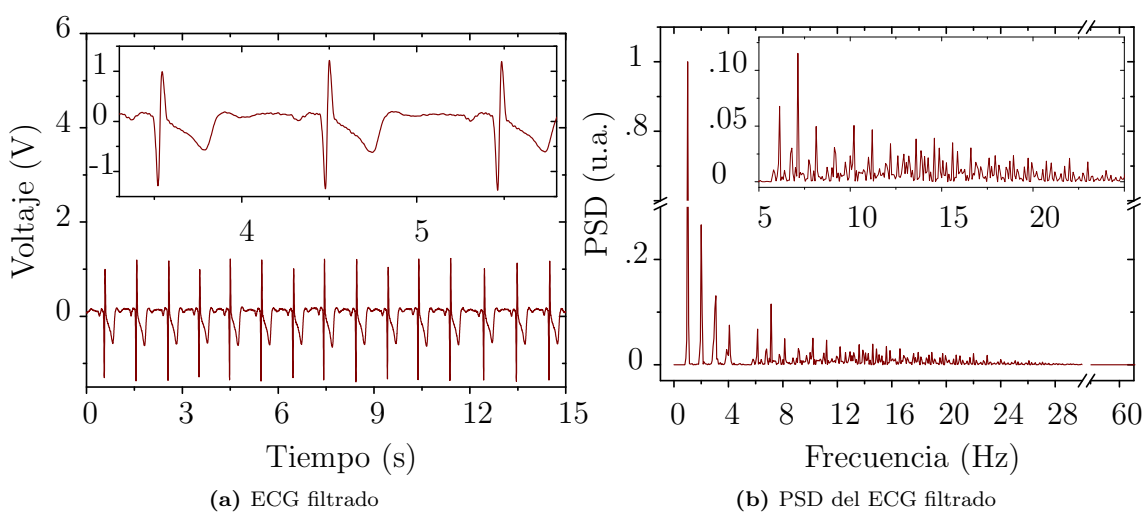 6
4
2
0
Voltaje (V)
1
0
-1
4 5
0 3 6 9 12 15
Tiempo (s)
(a) ECG filtrado
1
.8
.2
0
PSD (u.a.)
.10
.05
0
5 10 15 20
0 4 8 12 16 20 24 28 60
Frecuencia (Hz)
(b) PSD del ECG filtrado